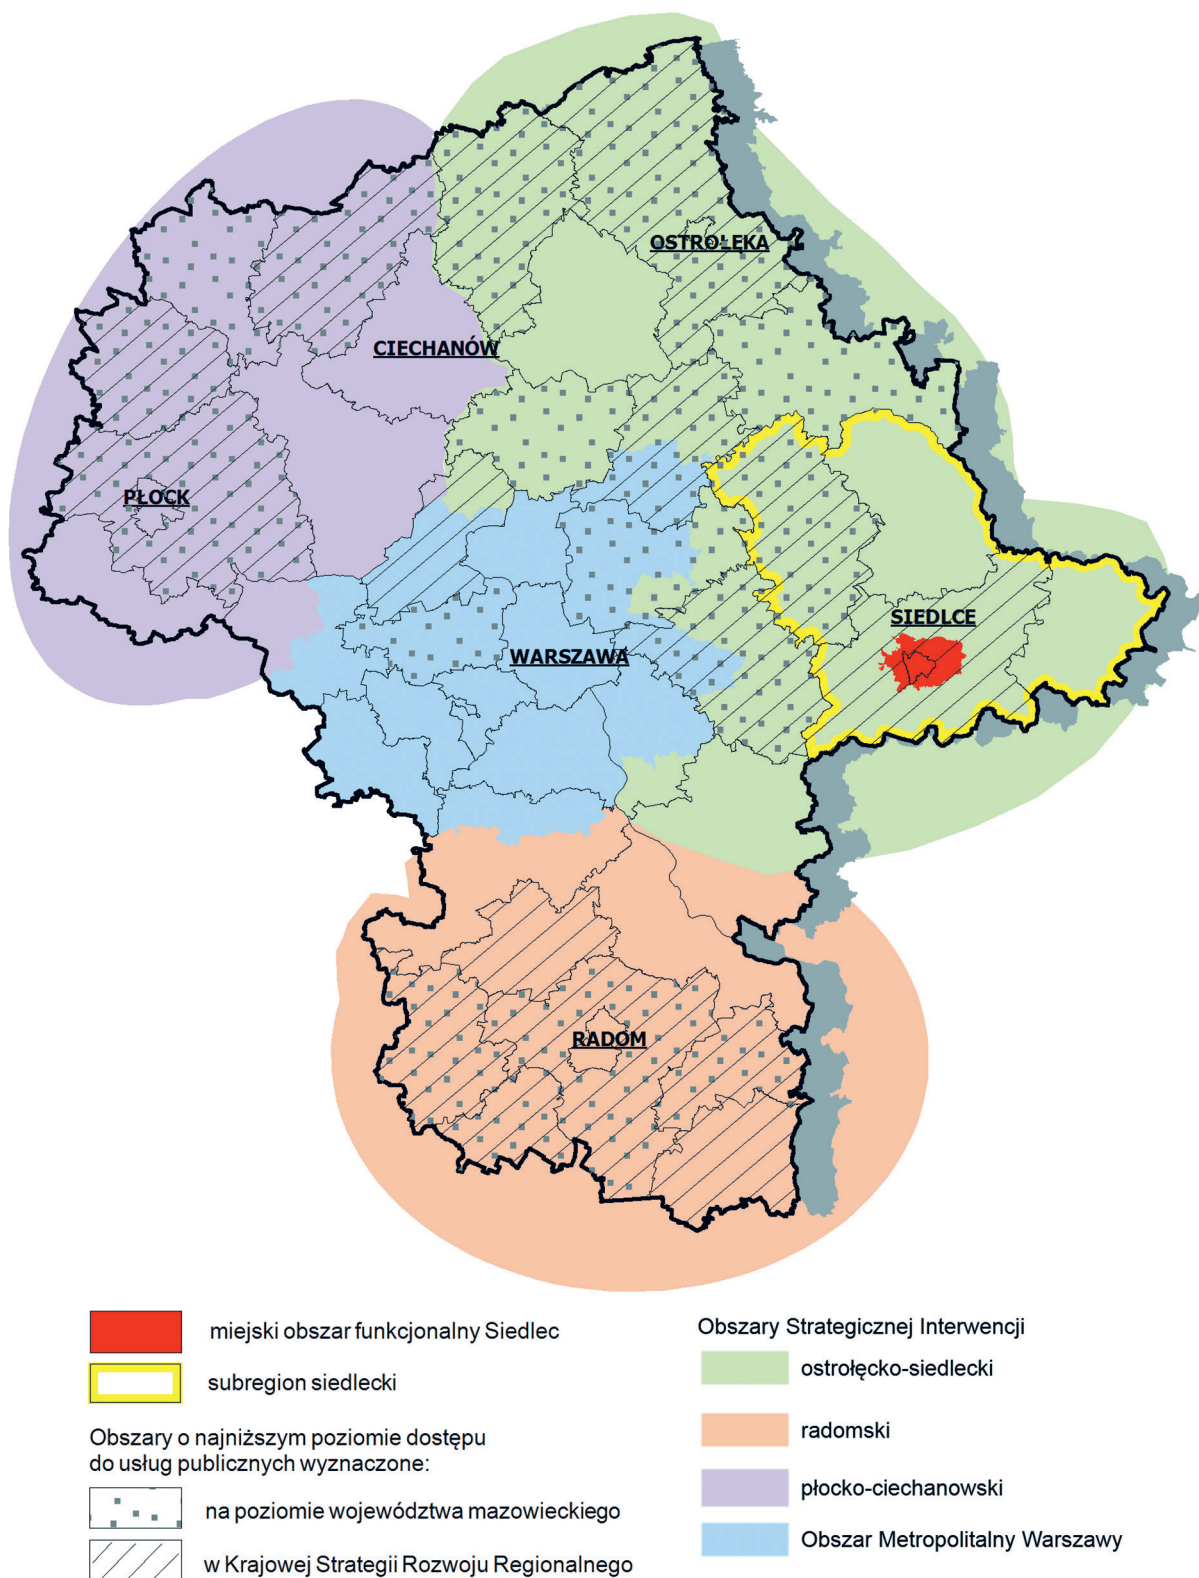 OSTROŁĘKA
CIECHANÓW
PŁOCK
SIEDLCE
WARSZAWA
RADOM
miejski obszar funkcjonalny Siedlec
subregion siedlecki
Obszary o najniższym poziomie dostępu
do usług publicznych wyznaczone:
na poziomie województwa mazowieckiego
w Krajowej Strategii Rozwoju Regionalnego
Obszary Strategicznej Interwencji
ostrołęcko-siedlecki
radomski
płocko-ciechanowski
Obszar Metropolitalny Warszawy